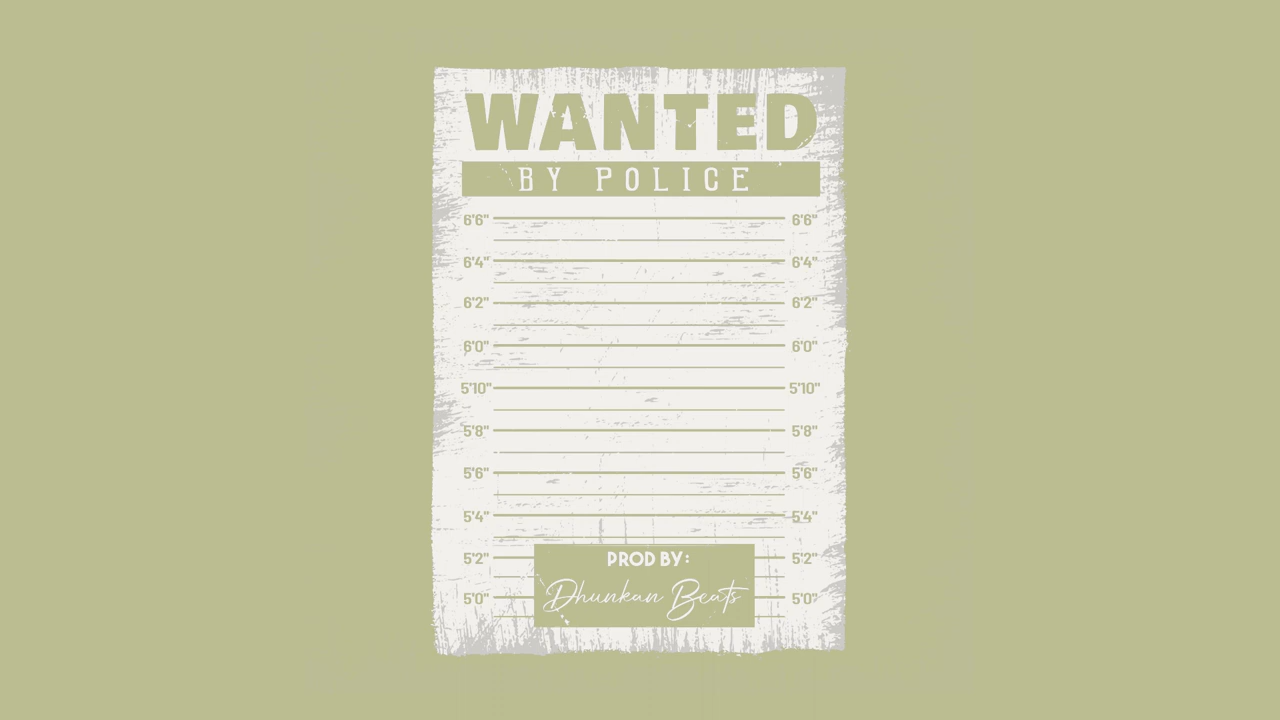 WANTED
BY POLICE
6'6" 6'6"
6'4" 6'4"
6'2" 6'2"
6'0" 6'0"
5'10" 5'10"
5'8" 5'8"
5'6" 5'6"
5'4" 5'4"
5'2" PROD BY: 5'2"
5'0" Dhunkan Beats 5'0"